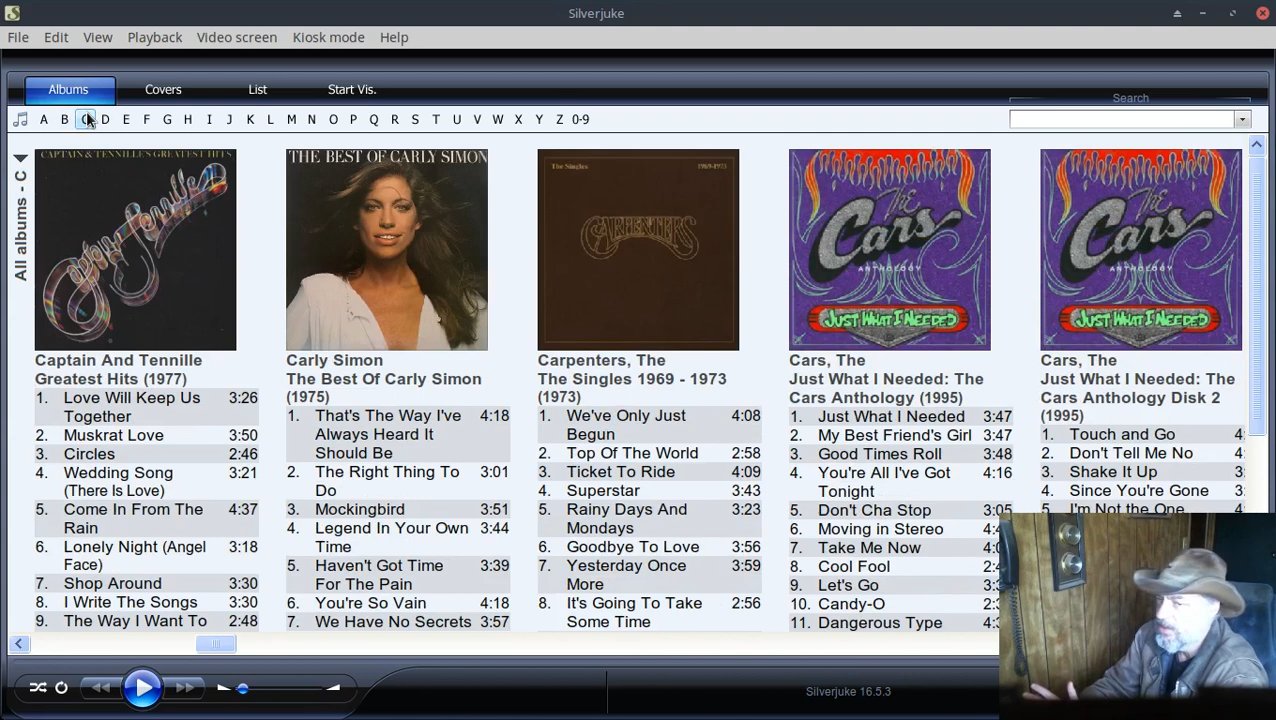 Silverjuke
File Edit View Playback Video screen Kiosk mode Help
Albums Covers List Start Vis.
Search
A B C D E F G H I J K L M N O P Q R S T U V W X Y Z 0-9
All albums - C
CAPTAIN & TENNILLE'S GREATEST HITS
Captain & Tennille
Captain And Tennille
Greatest Hits (1977)
1. Love Will Keep Us Together 3:26
2. Muskrat Love 3:50
3. Circles 2:46
4. Wedding Song (There Is Love) 3:21
5. Come In From The Rain 4:37
6. Lonely Night (Angel Face) 3:18
7. Shop Around 3:30
8. I Write The Songs 3:30
9. The Way I Want To 2:48
THE BEST OF CARLY SIMON
Carly Simon
The Best Of Carly Simon
(1975)
1. That's The Way I've Always Heard It Should Be 4:18
2. The Right Thing To Do 3:01
3. Mockingbird 3:51
4. Legend In Your Own Time 3:44
5. Haven't Got Time For The Pain 3:39
6. You're So Vain 4:18
7. We Have No Secrets 3:57
The Singles 1969-1973
CARPENTERS
Carpenters, The
The Singles 1969 - 1973
(1973)
1 We've Only Just Begun 4:08
2. Top Of The World 2:58
3. Ticket To Ride 4:09
4. Superstar 3:43
5. Rainy Days And Mondays 3:23
6. Goodbye To Love 3:56
7. Yesterday Once More 3:59
8. It's Going To Take Some Time 2:56
The Cars
ANTHOLOGY
JUST WHAT I NEEDED
Cars, The
Just What I Needed: The
Cars Anthology (1995)
1. Just What I Needed 3:47
2. My Best Friend's Girl 3:47
3. Good Times Roll 3:48
4. You're All I've Got Tonight 4:16
5. Don't Cha Stop 3:05
6. Moving in Stereo 4:
7. Take Me Now
8. Cool Fool
9. Let's Go
10. Candy-O
11. Dangerous Type
The Cars
ANTHOLOGY
JUST WHAT I NEEDED
Cars, The
Just What I Needed: The
Cars Anthology Disk 2
(1995)
1. Touch and Go 4:
2. Don't Tell Me No 3:
3. Shake It Up 3:
4. Since You're Gone 3:
5. I'm Not the One
Silverjuke 16.5.3